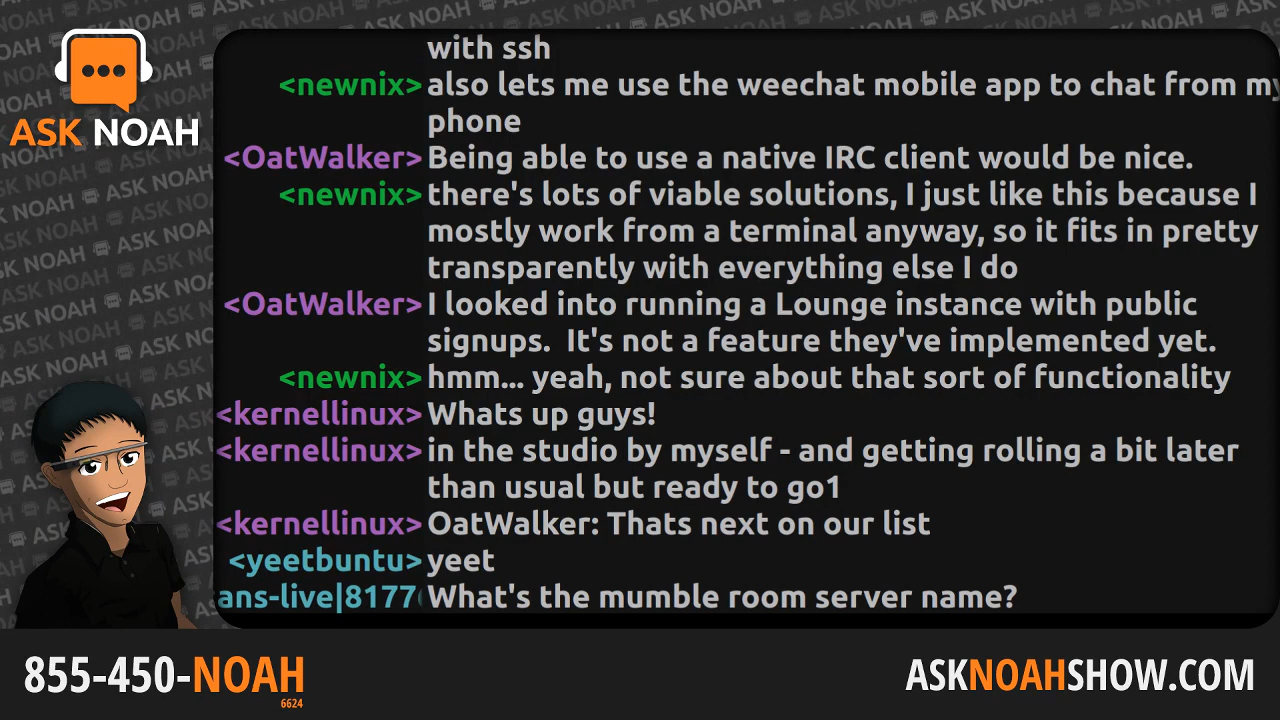 ASK NOAH
with ssh
<newnix> also lets me use the weechat mobile app to chat from my
phone
<OatWalker> Being able to use a native IRC client would be nice.
<newnix> there's lots of viable solutions, I just like this because I
mostly work from a terminal anyway, so it fits in pretty
transparently with everything else I do
<OatWalker> I looked into running a Lounge instance with public
signups.  It's not a feature they've implemented yet.
<newnix> hmm... yeah, not sure about that sort of functionality
<kernellinux> Whats up guys!
<kernellinux> in the studio by myself - and getting rolling a bit later
than usual but ready to go1
<kernellinux> OatWalker: Thats next on our list
<yeetbuntu> yeet
ans-live|8177 What's the mumble room server name?
855-450-NOAH
6624
ASKNOAHSHOW.COM